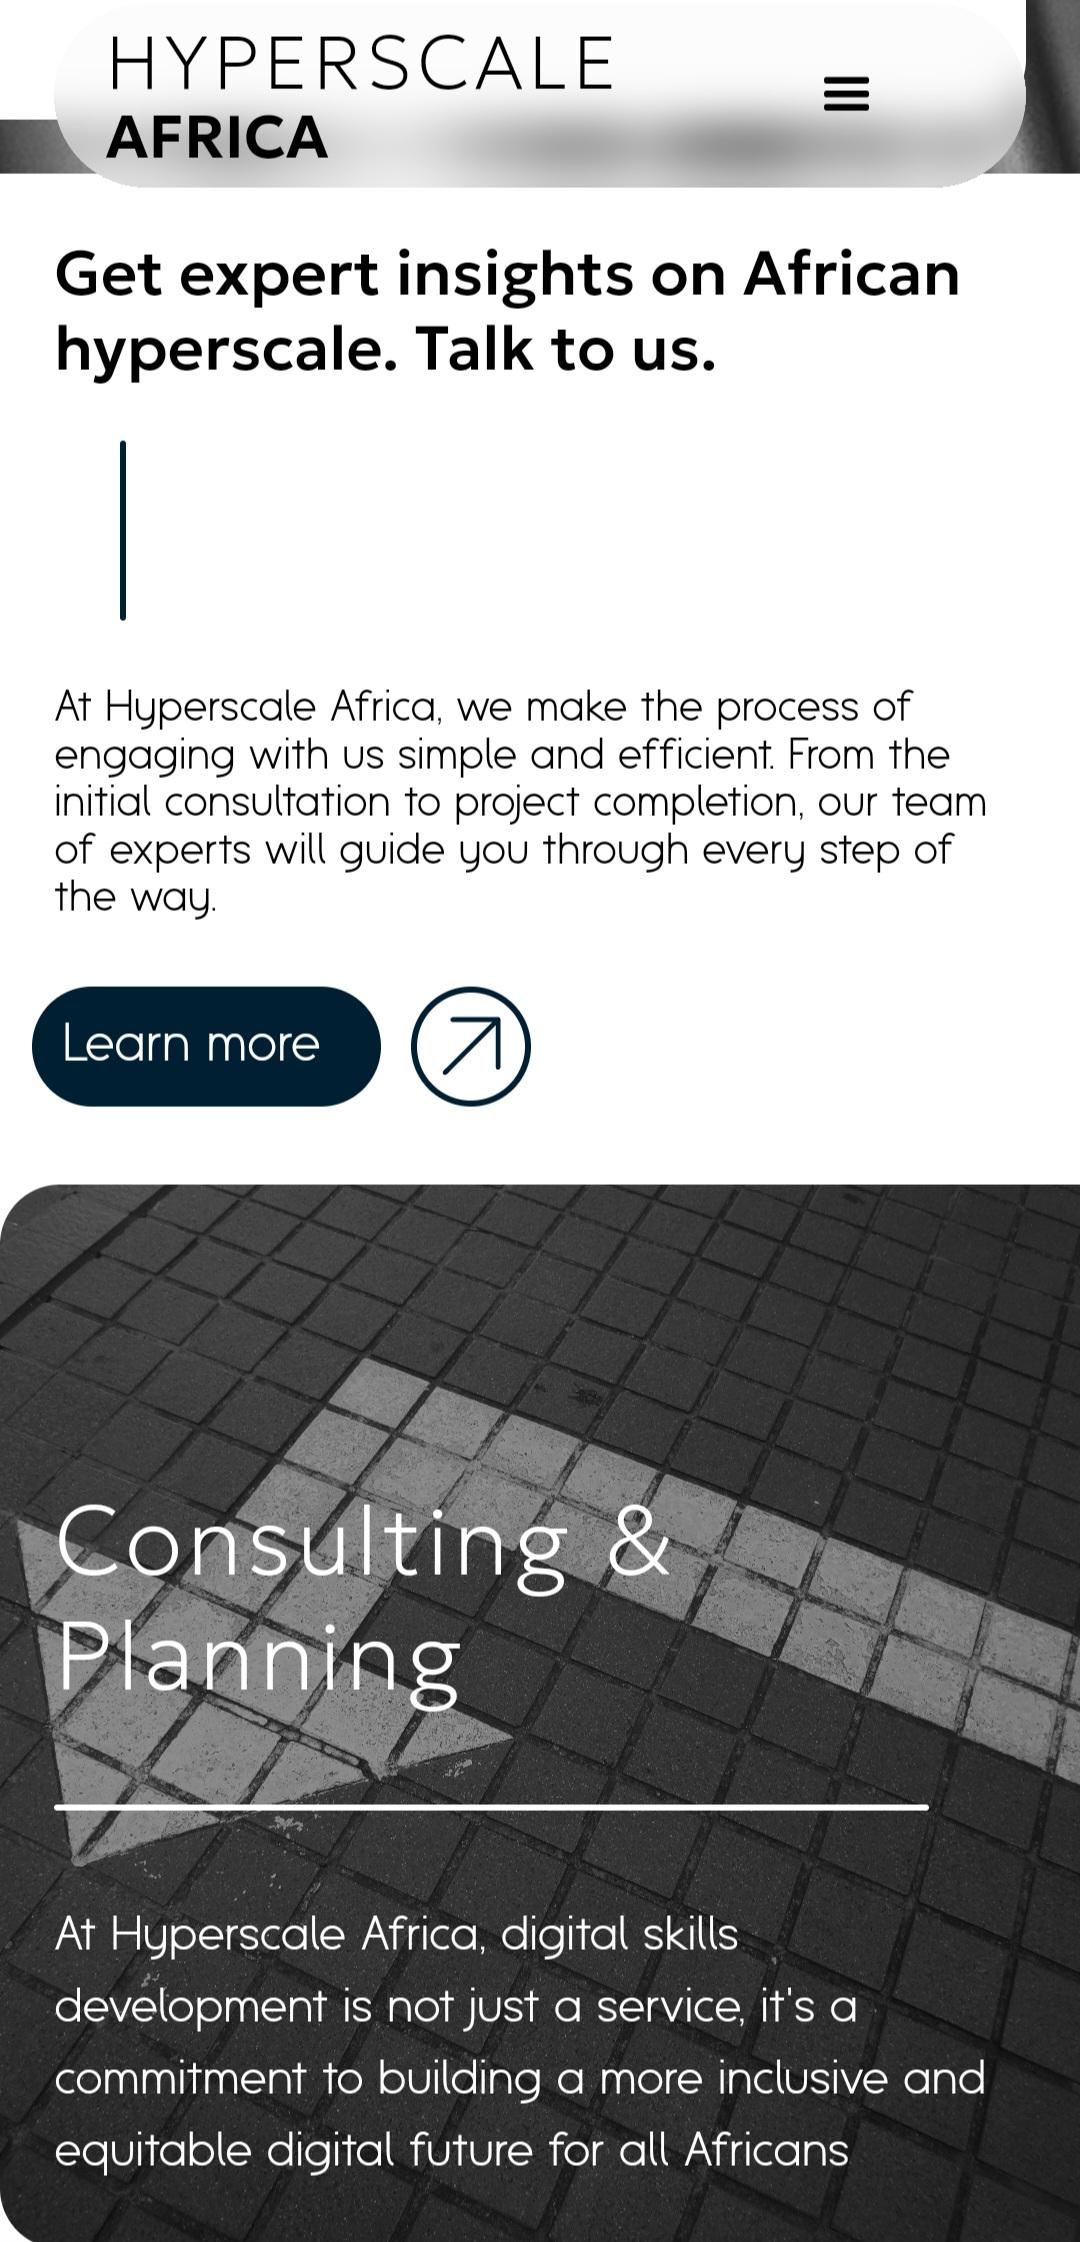 HYPERSCALE
AFRICA
Get expert insights on African
hyperscale. Talk to us.
At Hyperscale Africa, we make the process of
engaging with us simple and efficient. From the
initial consultation to project completion, our team
of experts will guide you through every step of
the way.
Learn more
Consulting &
Planning
At Hyperscale Africa, digital skills
development is not just a service, it's a
commitment to building a more inclusive and
equitable digital future for all Africans